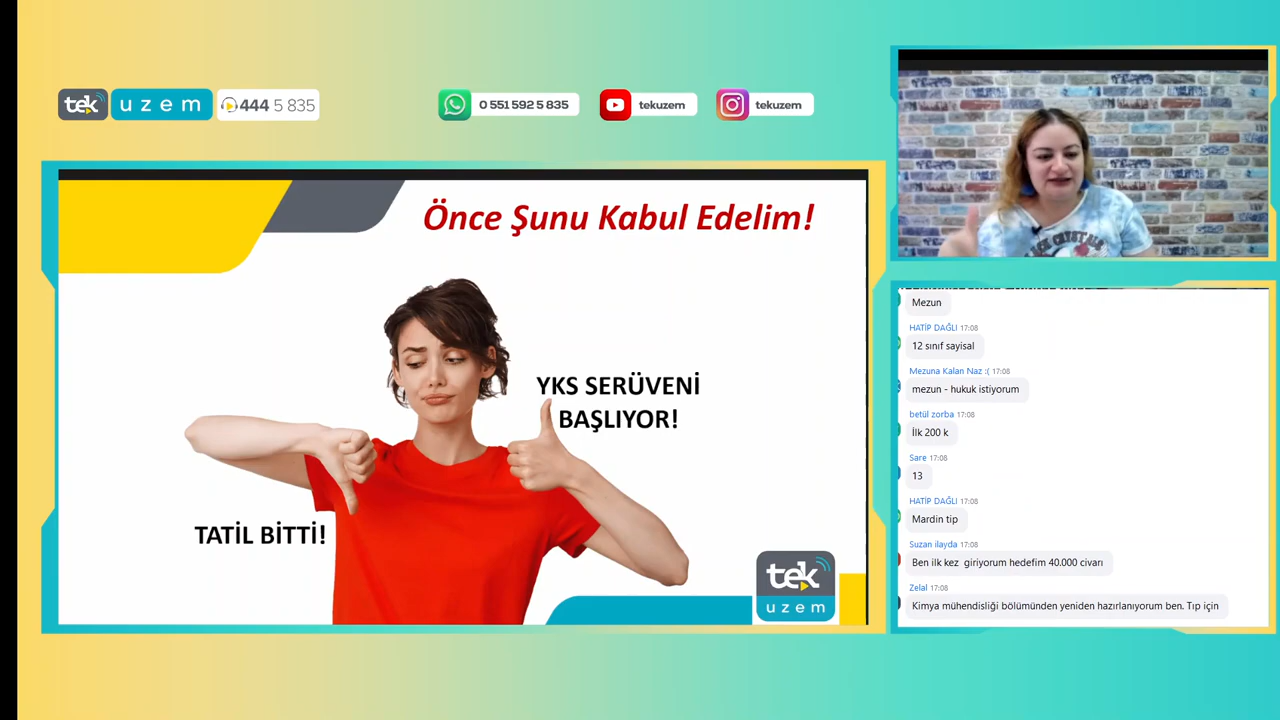 tek
uzem
444 5 835
0 551 592 5 835
tekuzem
tekuzem
Önce Şunu Kabul Edelim!
YKS SERÜVENİ
BAŞLIYOR!
TATİL BİTTİ!
tek
uzem
Mezun
HATİP DAĞLI 17:08
12 sınıf sayisal
Mezuna Kalan Naz :( 17:08
mezun - hukuk istiyorum
betül zorba 17:08
İlk 200 k
Sare 17:08
13
HATİP DAĞLI 17:08
Mardin tip
Suzan ilayda 17:08
Ben ilk kez giriyorum hedefim 40.000 civarı
Zelal 17:08
Kimya mühendisliği bölümünden yeniden hazırlanıyorum ben. Tıp için